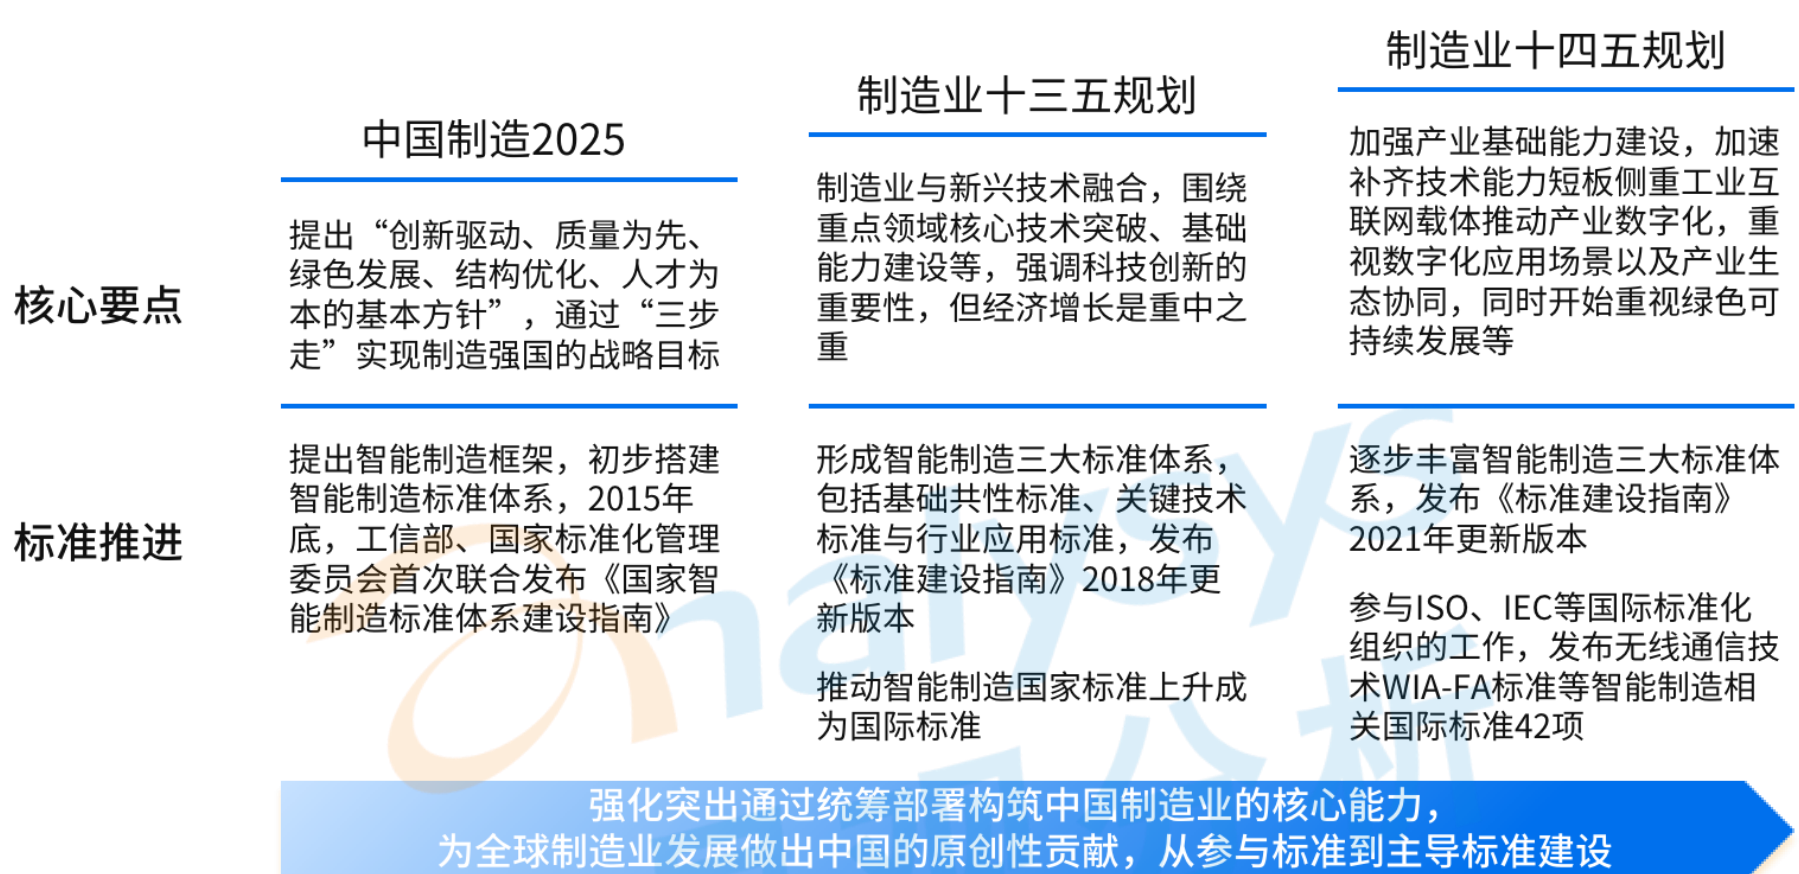 中国制造2025
制造业十三五规划
制造业十四五规划
核心要点
提出“创新驱动、质量为先、
绿色发展、结构优化、人才为
本的基本方针”，通过“三步
走”实现制造强国的战略目标
制造业与新兴技术融合，围绕
重点领域核心技术突破、基础
能力建设等，强调科技创新的
重要性，但经济增长是重中之
重
加强产业基础能力建设，加速
补齐技术能力短板侧重工业互
联网载体推动产业数字化，重
视数字化应用场景以及产业生
态协同，同时开始重视绿色可
持续发展等
标准推进
提出智能制造框架，初步搭建
智能制造标准体系，2015年
底，工信部、国家标准化管理
委员会首次联合发布《国家智
能制造标准体系建设指南》
形成智能制造三大标准体系，
包括基础共性标准、关键技术
标准与行业应用标准，发布
《标准建设指南》2018年更
新版本
推动智能制造国家标准上升成
为国际标准
逐步丰富智能制造三大标准体
系，发布《标准建设指南》
2021年更新版本
参与ISO、IEC等国际标准化
组织的工作，发布无线通信技
术WIA-FA标准等智能制造相
关国际标准42项
强化突出通过统筹部署构筑中国制造业的核心能力，
为全球制造业发展做出中国的原创性贡献，从参与标准到主导标准建设
analysys